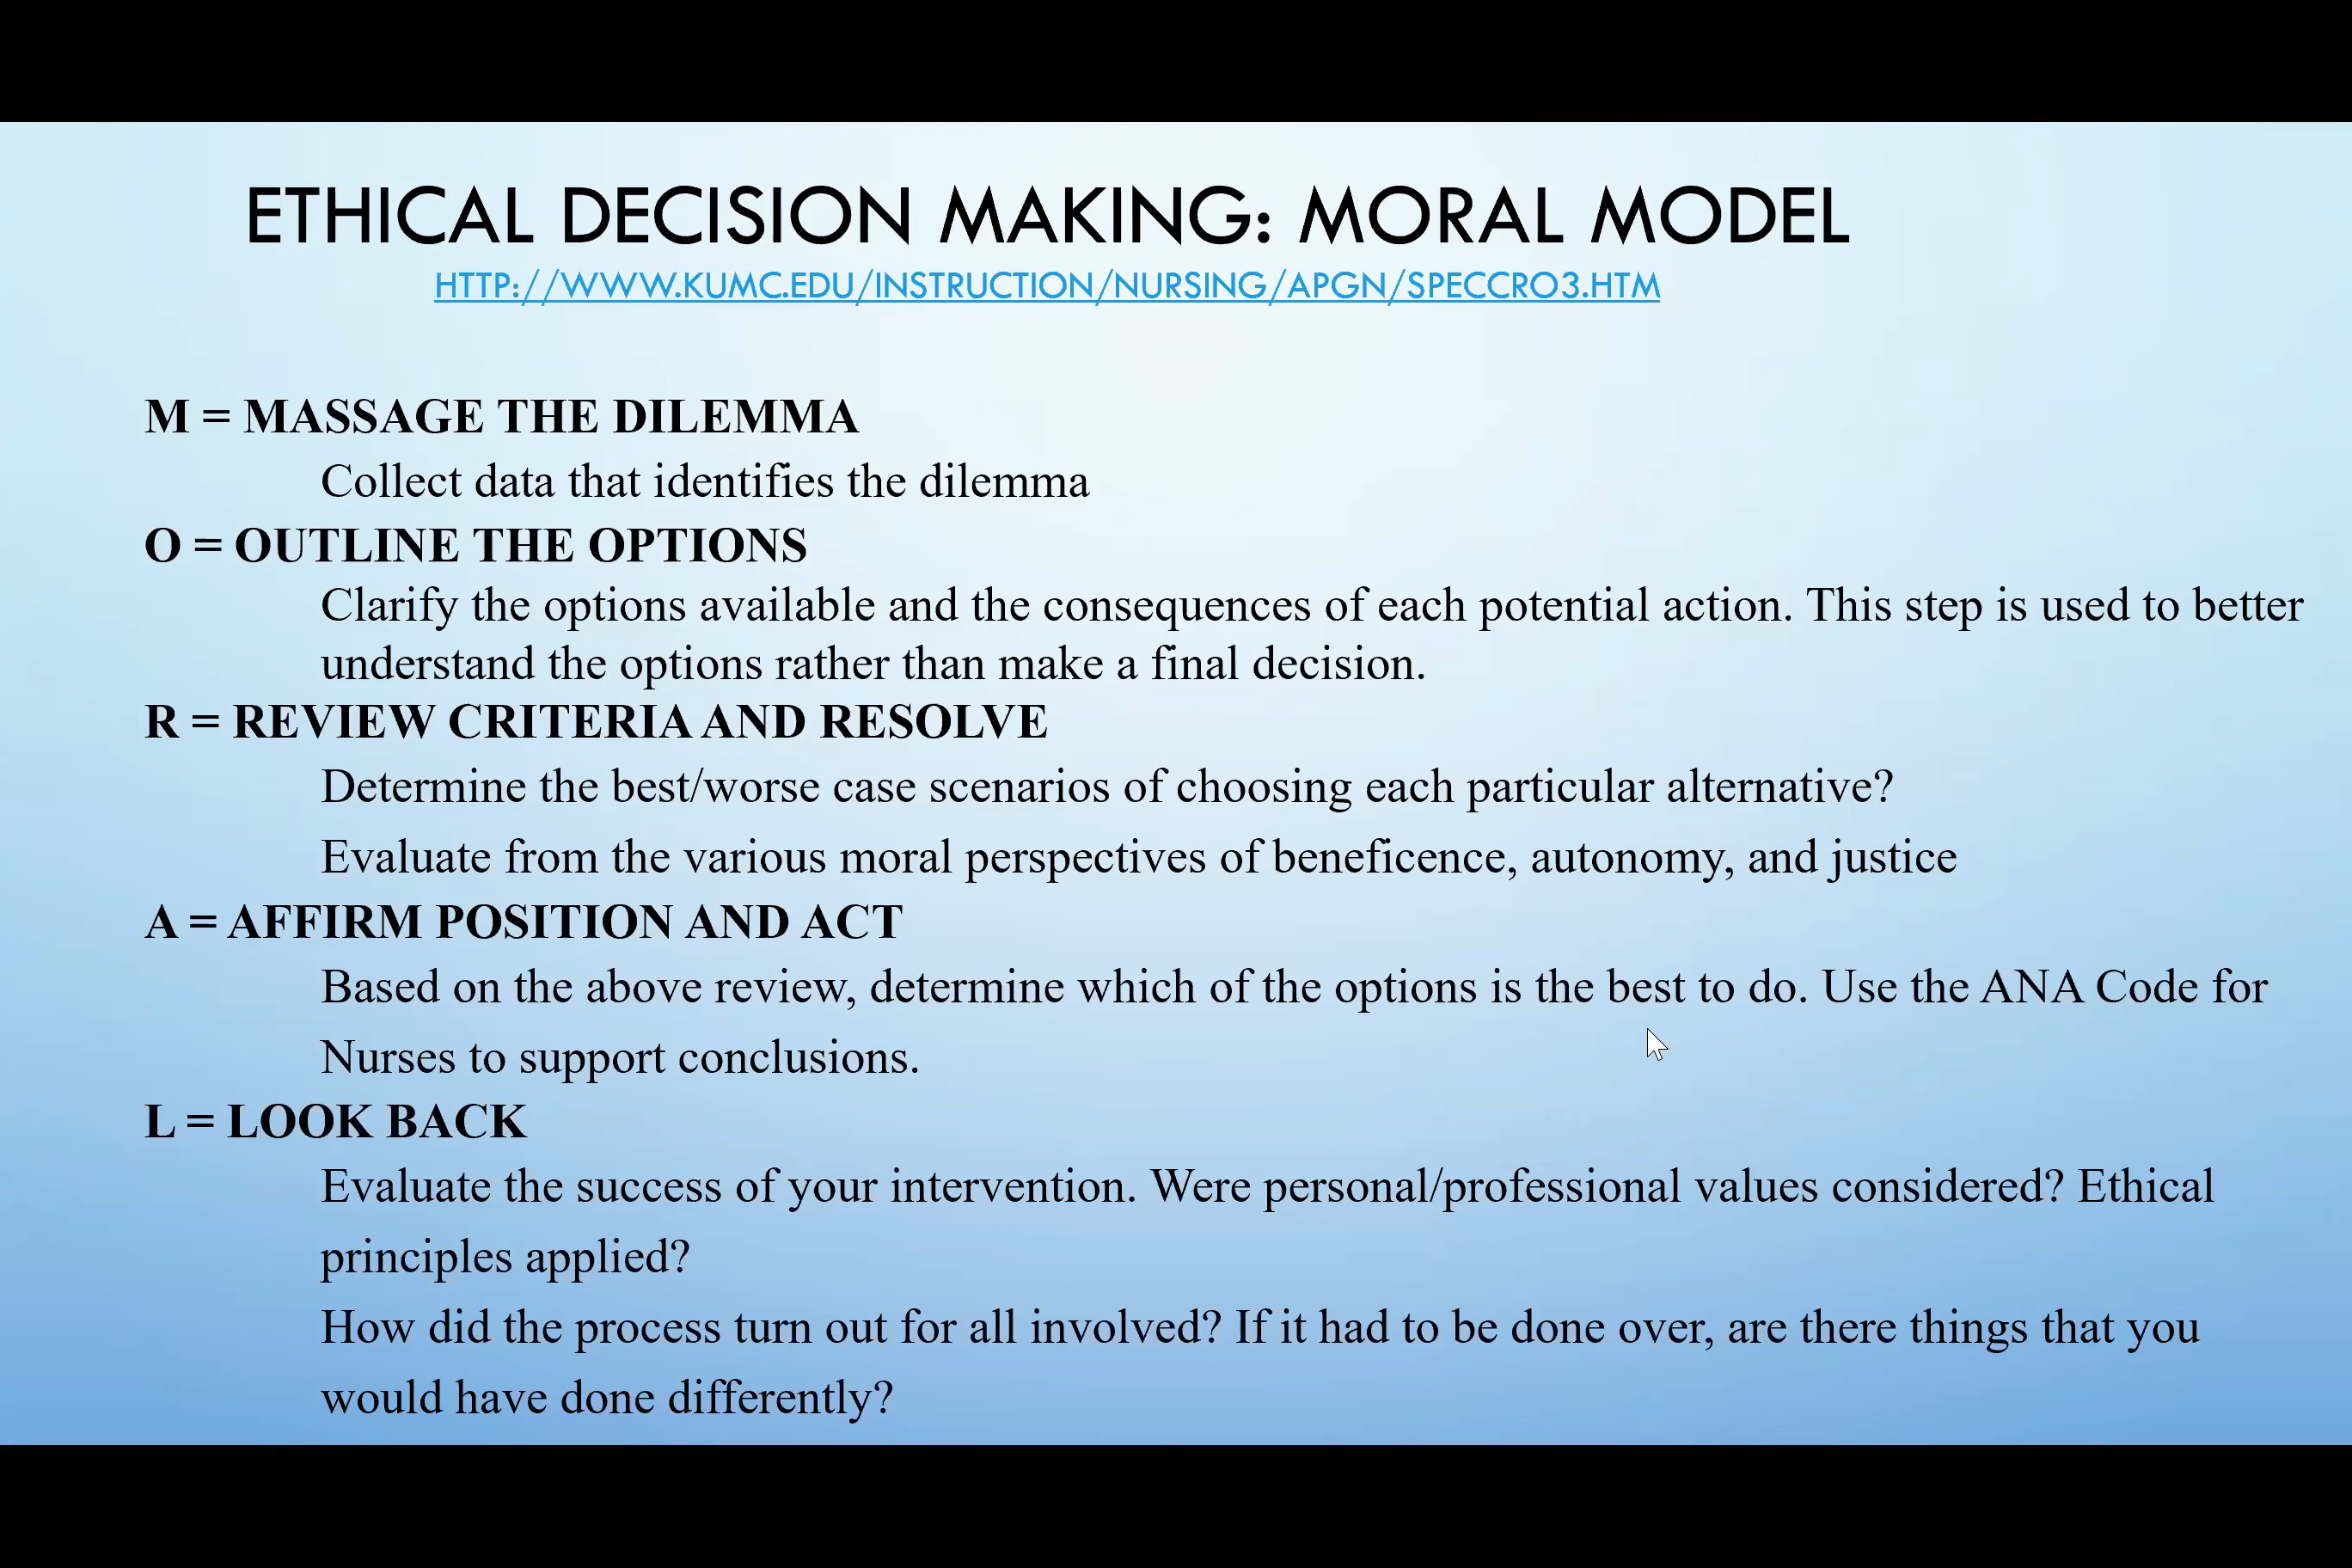 ETHICAL DECISION MAKING: MORAL MODEL
HTTP://WWW.KUMC.EDU/INSTRUCTION/NURSING/APGN/SPECCRO3.HTM
M = MASSAGE THE DILEMMA
Collect data that identifies the dilemma
O = OUTLINE THE OPTIONS
Clarify the options available and the consequences of each potential action. This step is used to better
understand the options rather than make a final decision.
R = REVIEW CRITERIA AND RESOLVE
Determine the best/worse case scenarios of choosing each particular alternative?
Evaluate from the various moral perspectives of beneficence, autonomy, and justice
A = AFFIRM POSITION AND ACT
Based on the above review, determine which of the options is the best to do. Use the ANA Code for
Nurses to support conclusions.
L = LOOK BACK
Evaluate the success of your intervention. Were personal/professional values considered? Ethical
principles applied?
How did the process turn out for all involved? If it had to be done over, are there things that you
would have done differently?